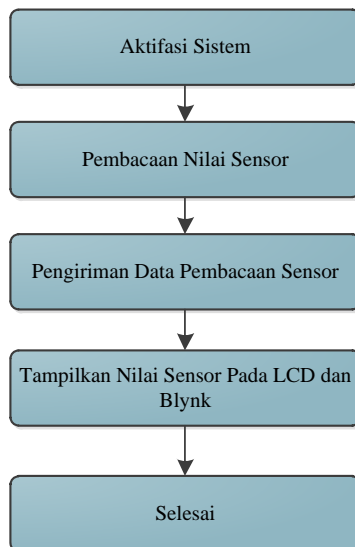 Aktifasi Sistem
Pembacaan Nilai Sensor
Pengiriman Data Pembacaan Sensor
Tampilkan Nilai Sensor Pada LCD dan
Blynk
Selesai